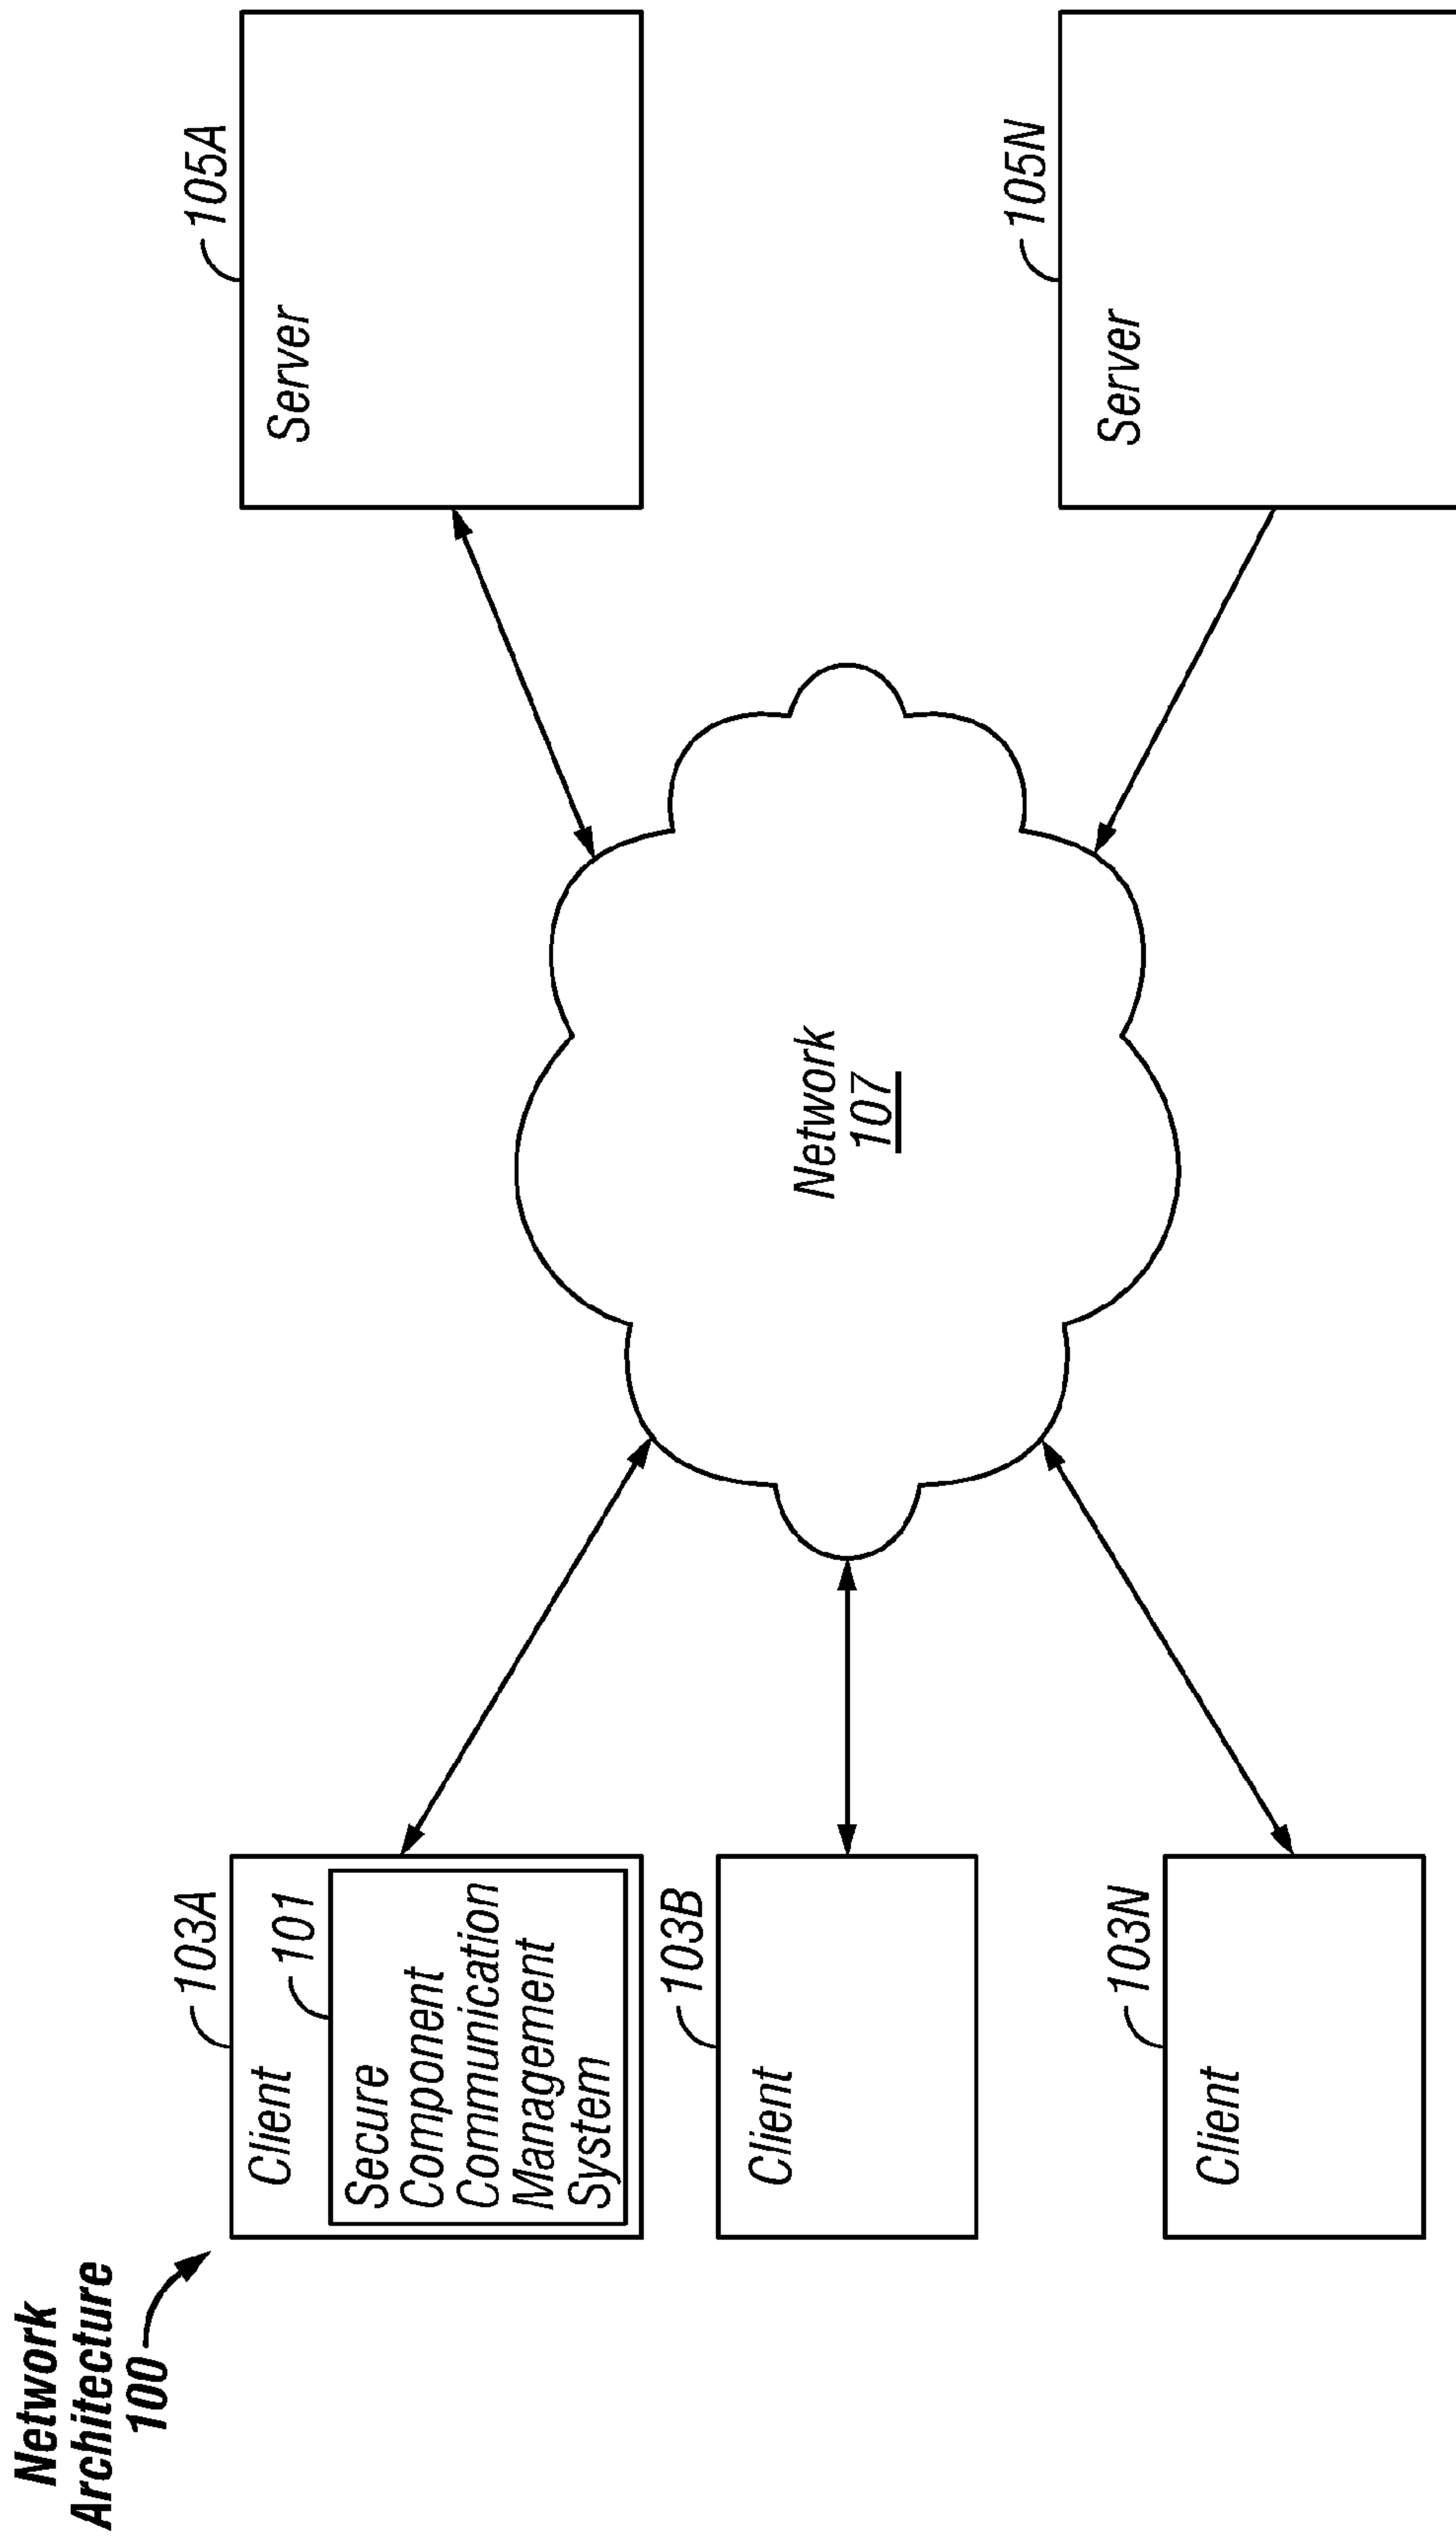 Network
Architecture
100
103A
Client
101
Secure
Component
Communication
Management
System
103B
Client
103N
Client
Network
107
105A
Server
105N
Server